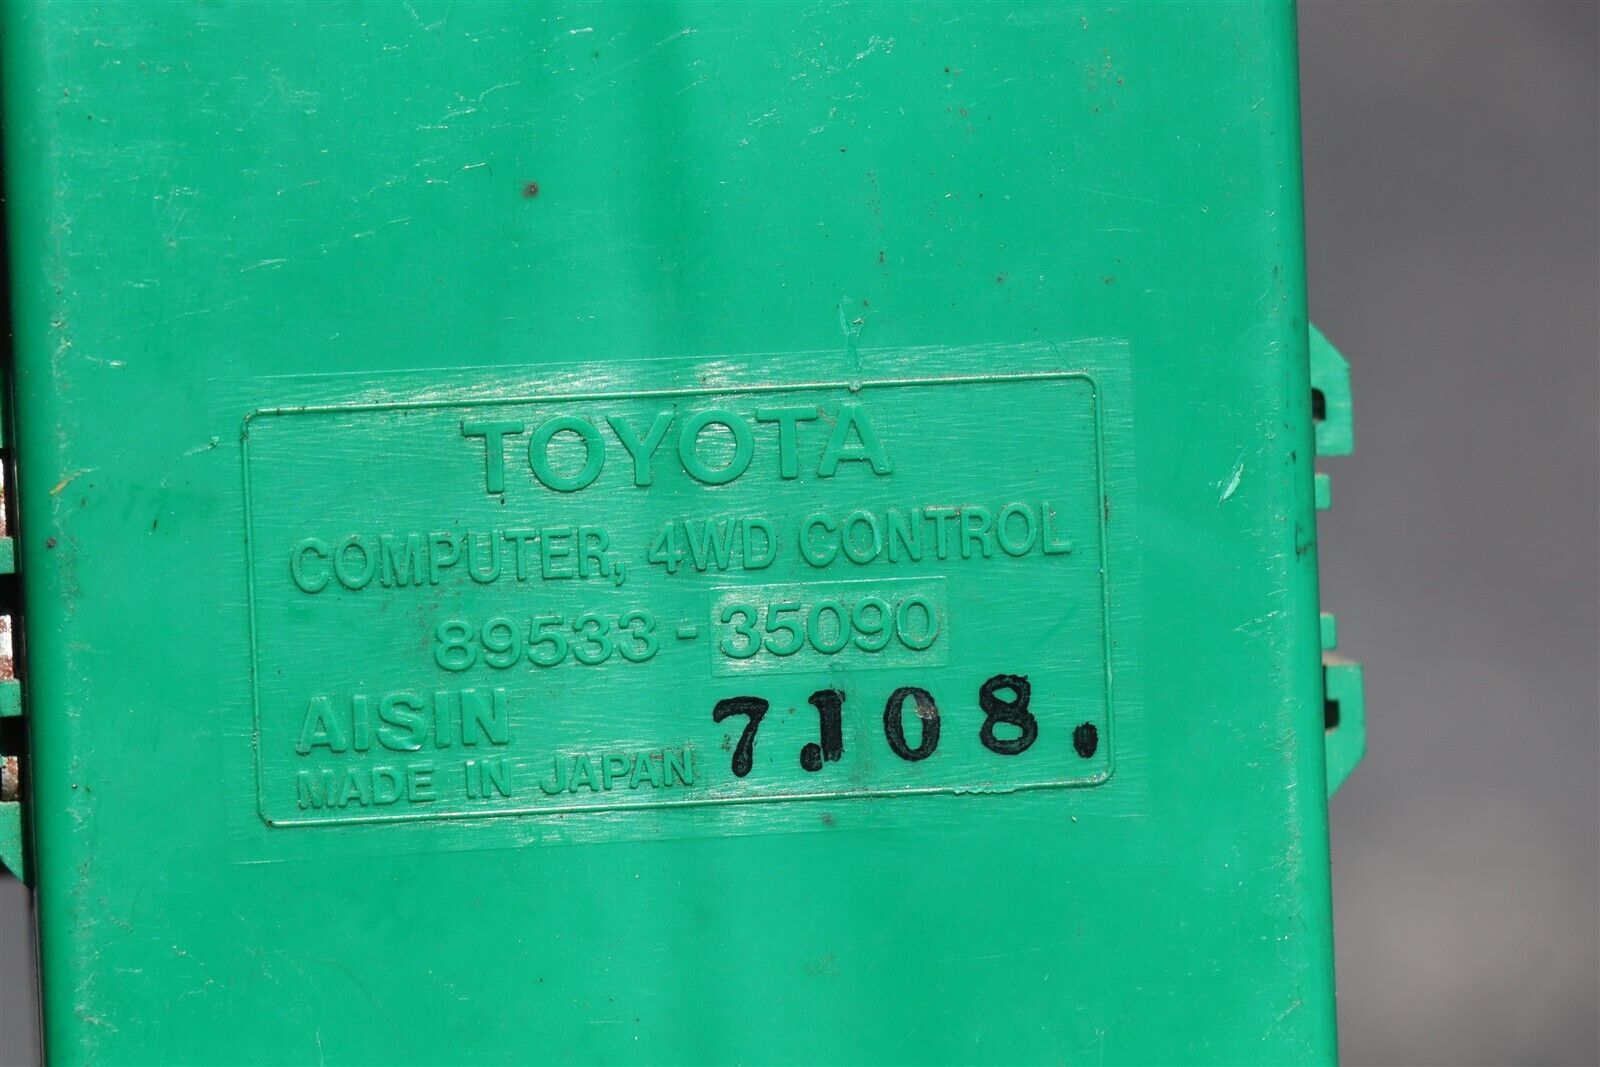 TOYOTA
COMPUTER, 4WD CONTROL
89533-35090
AISIN
MADE IN JAPAN 7.108.